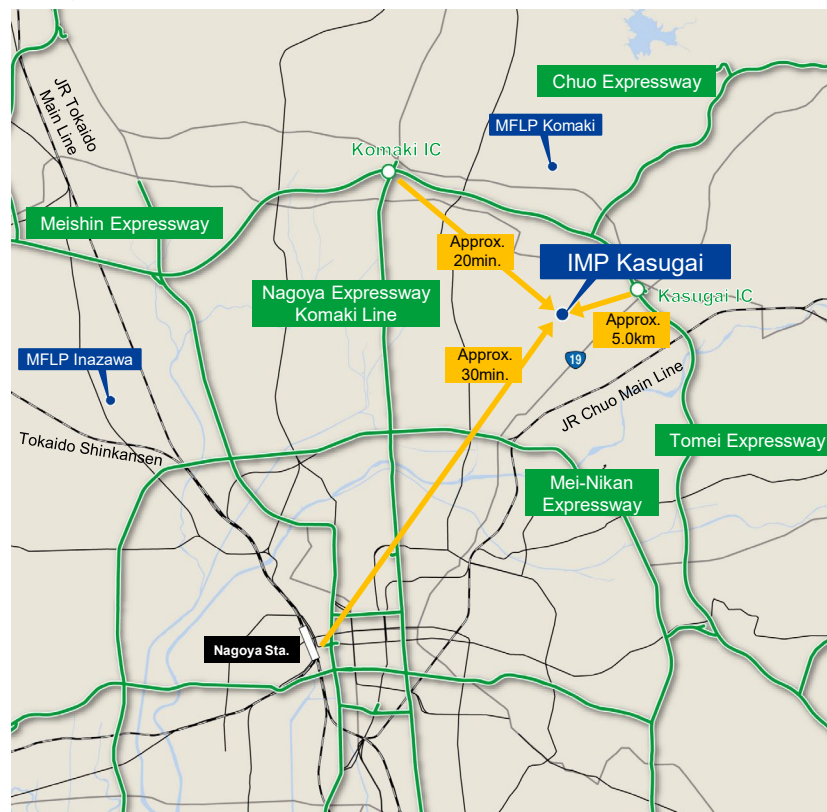 Chuo Expressway
JR Tokaido
Main Line
MFLP Komaki
Komaki IC
Meishin Expressway
Approx.
20min.
IMP Kasugai
Nagoya Expressway
Komaki Line
Kasugai IC
Approx.
5.0km
Approx.
30min.
19
MFLP Inazawa
JR Chuo Main Line
Tokaido Shinkansen
Tomei Expressway
Mei-Nikan
Expressway
Nagoya Sta.